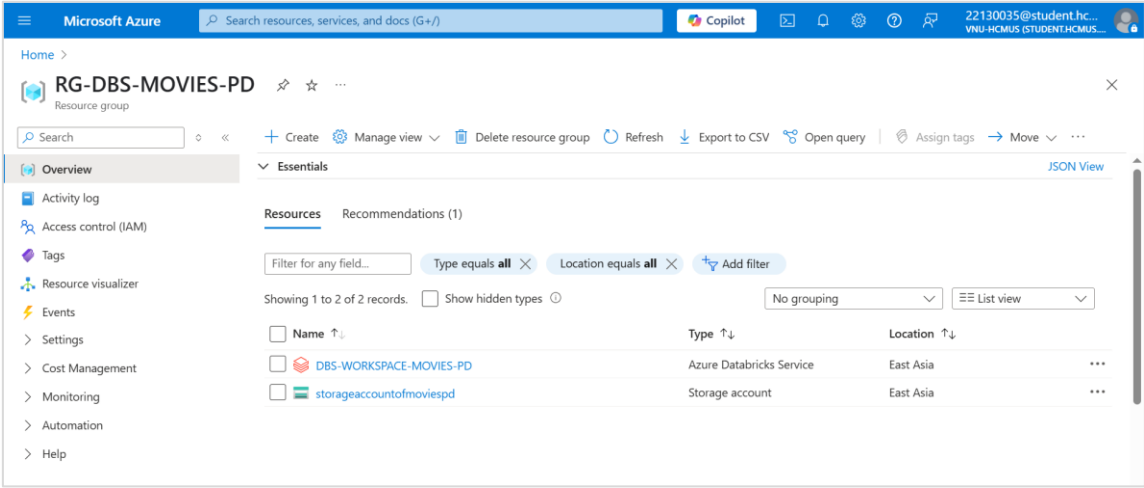 Microsoft Azure
Search resources, services, and docs (G+/)
Copilot
22130035@student.hc...
VNU-HCMUS (STUDENT.HCMUS....
Home >
RG-DBS-MOVIES-PD
Resource group
Search
Create
Manage view
Delete resource group
Refresh
Export to CSV
Open query
Assign tags
Move
Overview
Activity log
Access control (IAM)
Tags
Resource visualizer
Events
Settings
Cost Management
Monitoring
Automation
Help
Essentials
JSON View
Resources
Recommendations (1)
Filter for any field...
Type equals all
Location equals all
Add filter
Showing 1 to 2 of 2 records.
Show hidden types
No grouping
List view
Name
Type
Location
DBS-WORKSPACE-MOVIES-PD
Azure Databricks Service
East Asia
storageaccountofmoviespd
Storage account
East Asia